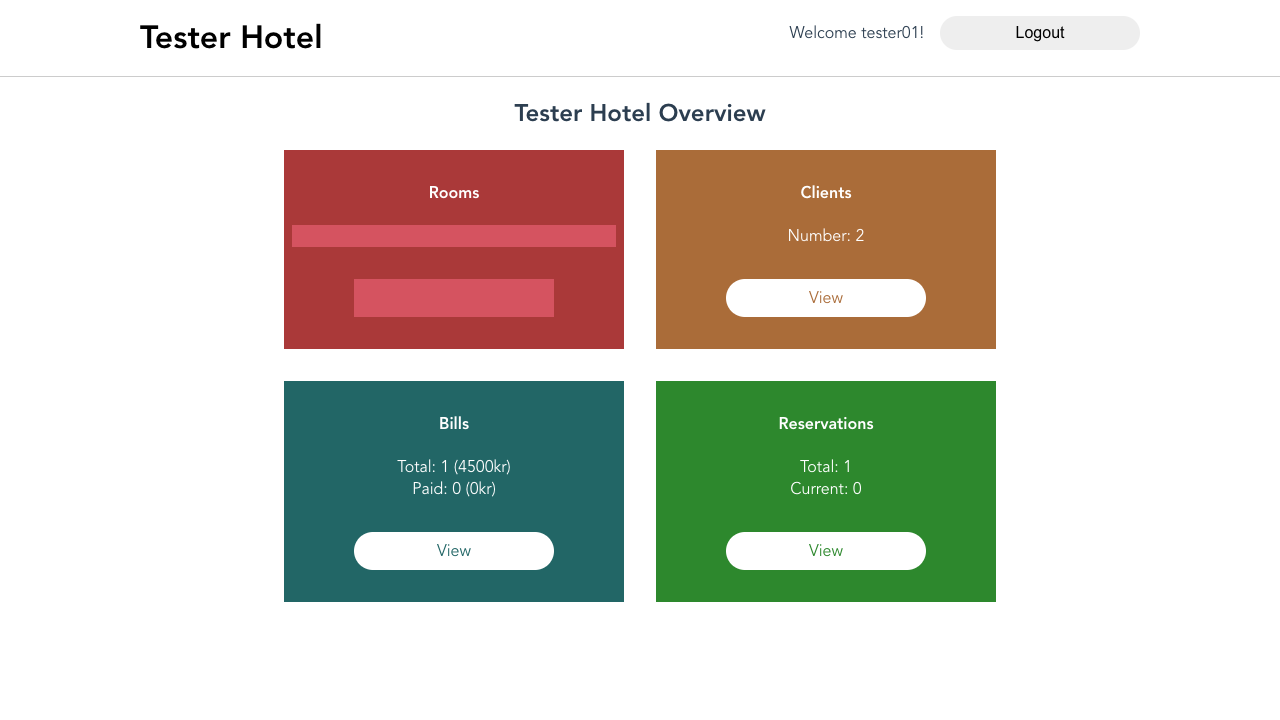 Tester Hotel
Welcome tester01!
Logout
Tester Hotel Overview
Rooms
Clients
Number: 2
View
Bills
Total: 1 (4500kr)
Paid: 0 (0kr)
View
Reservations
Total: 1
Current: 0
View